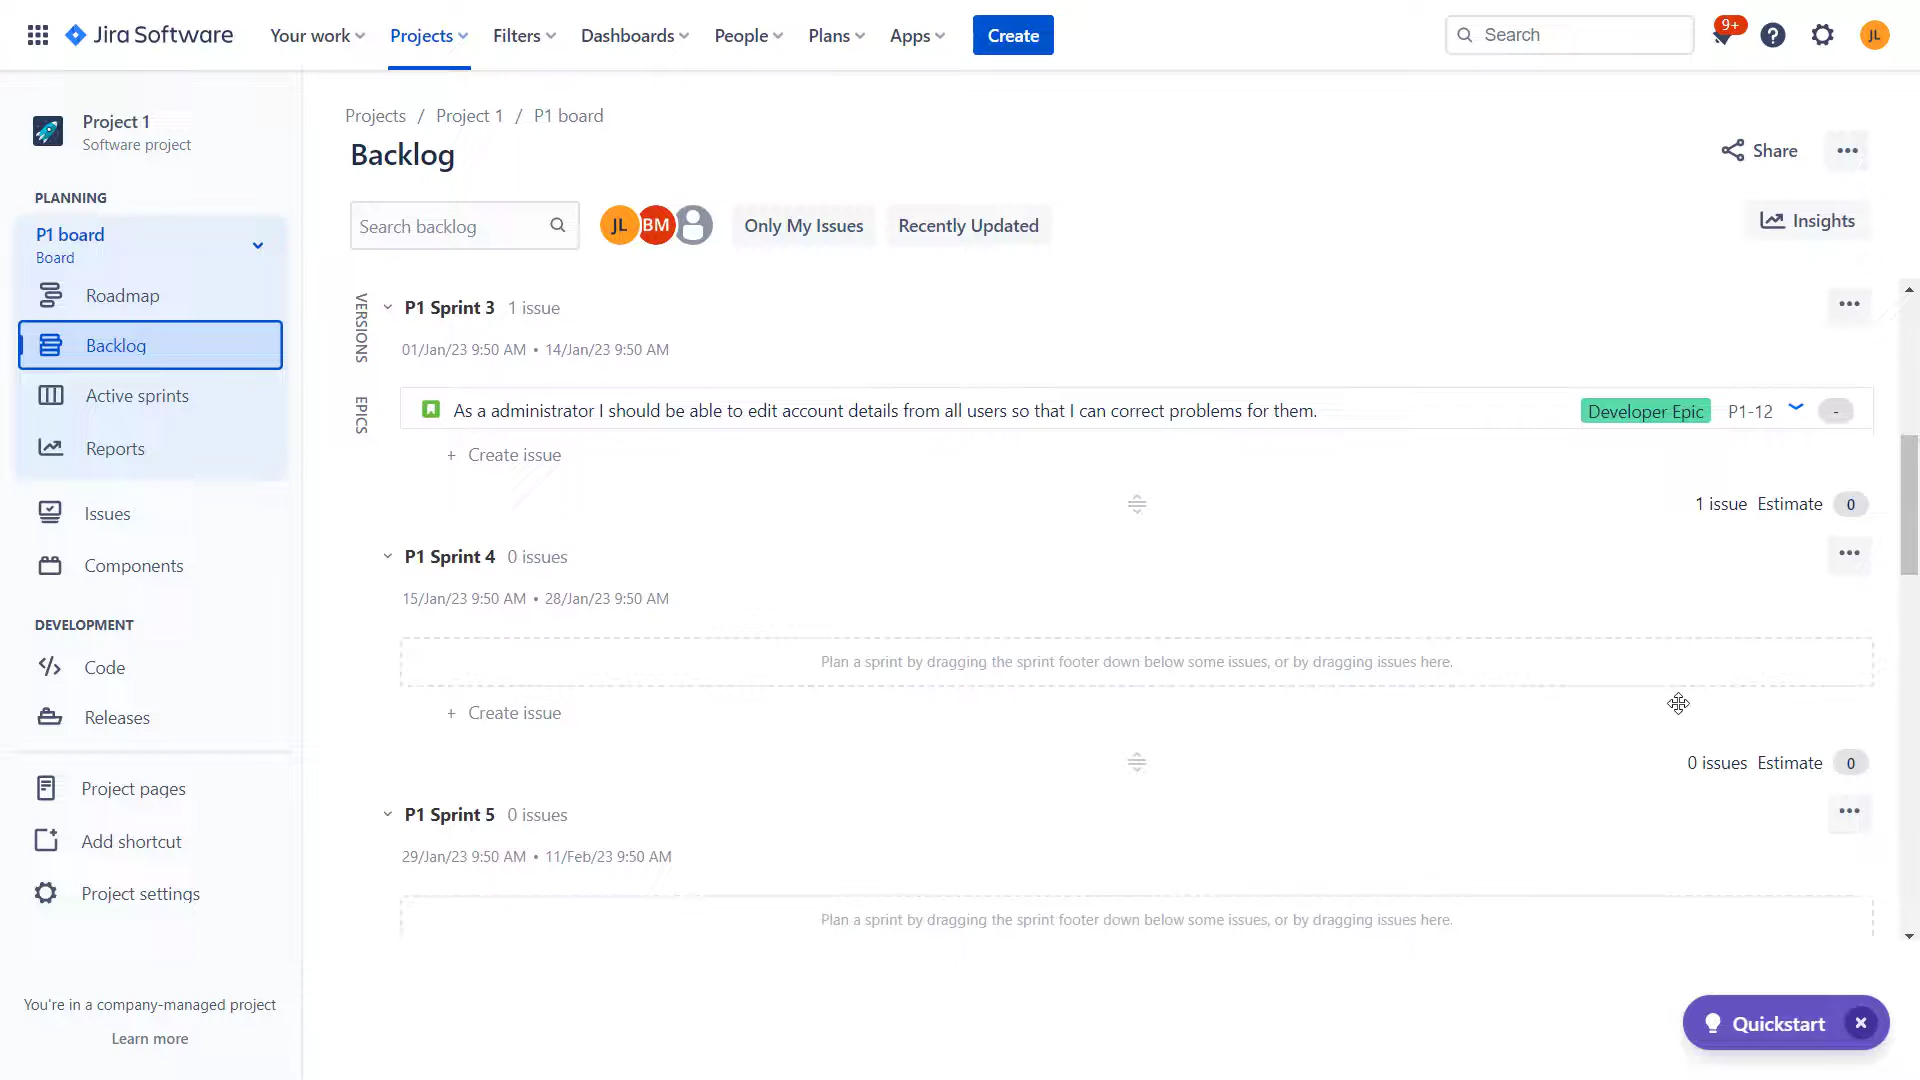 Jira Software
Your work
Projects
Filters
Dashboards
People
Plans
Apps
Create
Search
9+
JL
Project 1
Software project
PLANNING
P1 board
Board
Roadmap
Backlog
Active sprints
Reports
Issues
Components
DEVELOPMENT
Code
Releases
Project pages
Add shortcut
Project settings
You're in a company-managed project
Learn more
Projects / Project 1 / P1 board
Backlog
Share
Search backlog
JL
BM
Only My Issues
Recently Updated
Insights
VERSIONS
EPICS
P1 Sprint 3 1 issue
01/Jan/23 9:50 AM • 14/Jan/23 9:50 AM
As a administrator I should be able to edit account details from all users so that I can correct problems for them.
Developer Epic
P1-12
-
+ Create issue
1 issue Estimate 0
P1 Sprint 4 0 issues
15/Jan/23 9:50 AM • 28/Jan/23 9:50 AM
Plan a sprint by dragging the sprint footer down below some issues, or by dragging issues here.
+ Create issue
0 issues Estimate 0
P1 Sprint 5 0 issues
29/Jan/23 9:50 AM • 11/Feb/23 9:50 AM
Plan a sprint by dragging the sprint footer down below some issues, or by dragging issues here.
Quickstart